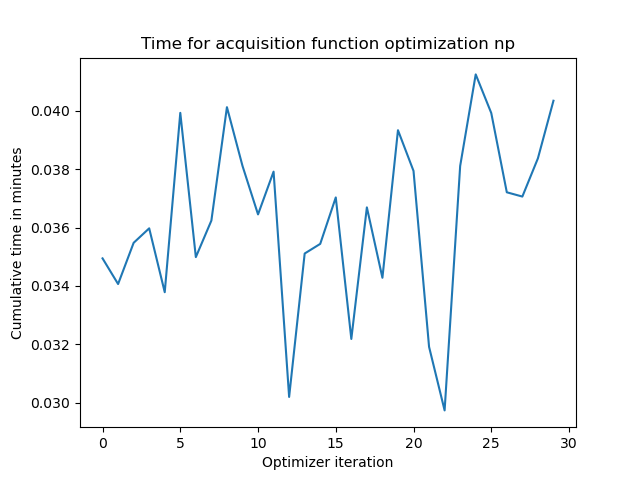 Time for acquisition function optimization np
Cumulative time in minutes
0.040
0.038
0.036
0.034
0.032
0.030
0 5 10 15 20 25 30
Optimizer iteration